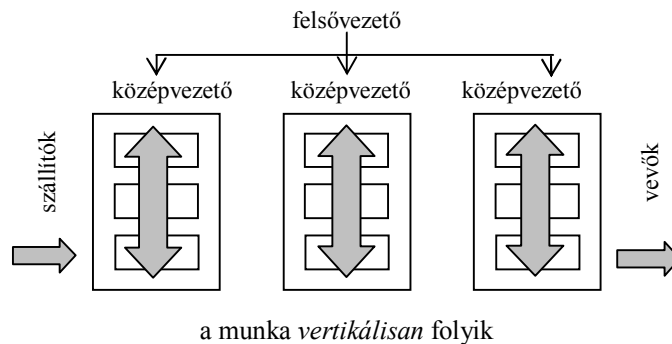 felsővezető
középvezető
középvezető
középvezető
szállítók
vevők
a munka vertikálisan folyik